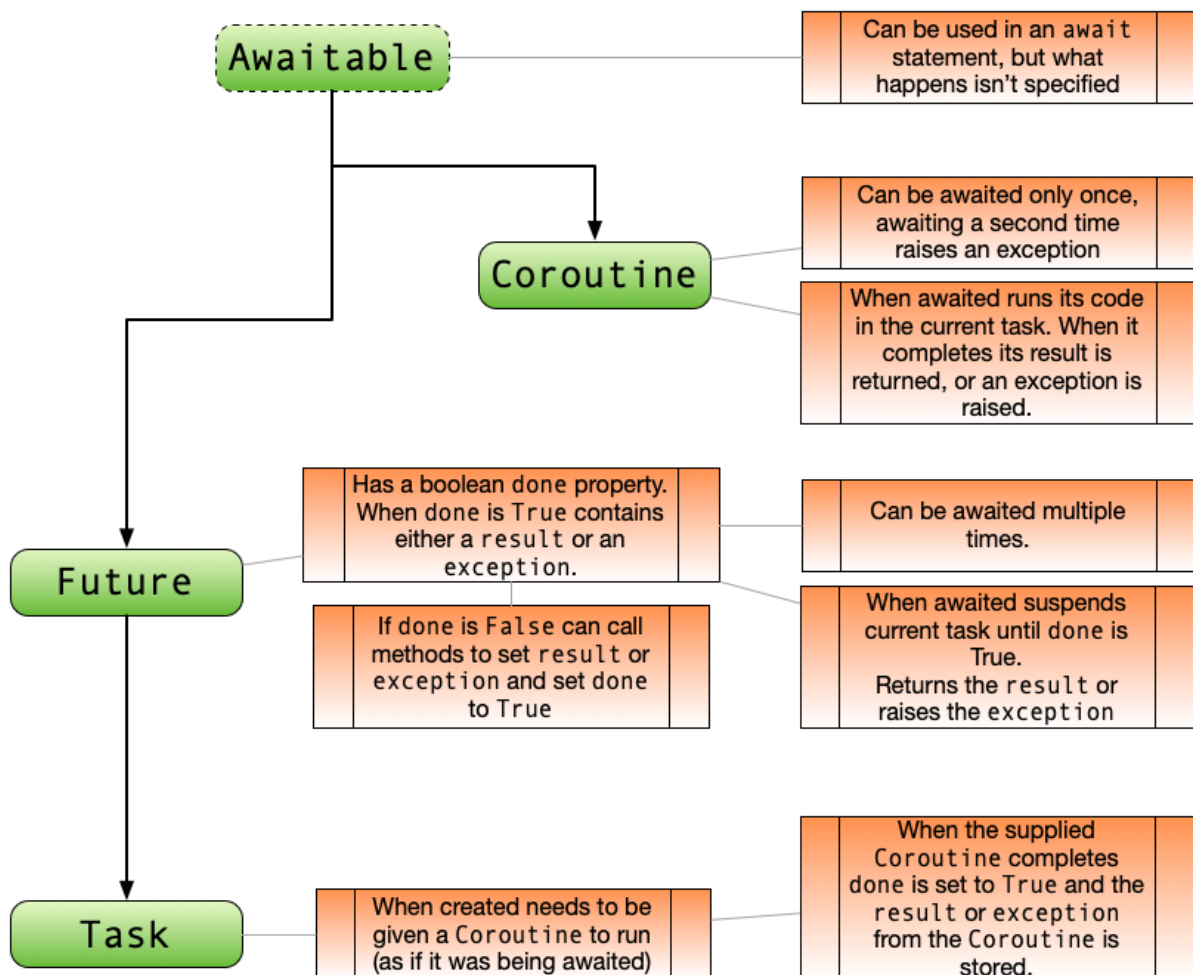 Awaitable
Can be used in an await
statement, but what
happens isn't specified
Can be awaited only once,
awaiting a second time
raises an exception
Coroutine
When awaited runs its code
in the current task. When it
completes its result is
returned, or an exception is
raised.
Has a boolean done property.
When done is True contains
either a result or an
exception.
Can be awaited multiple
times.
Future
If done is False can call
methods to set result or
exception and set done
to True
When awaited suspends
current task until done is
True.
Returns the result or
raises the exception
Task
When created needs to be
given a Coroutine to run
(as if it was being awaited)
When the supplied
Coroutine completes
done is set to True and the
result or exception
from the Coroutine is
stored.